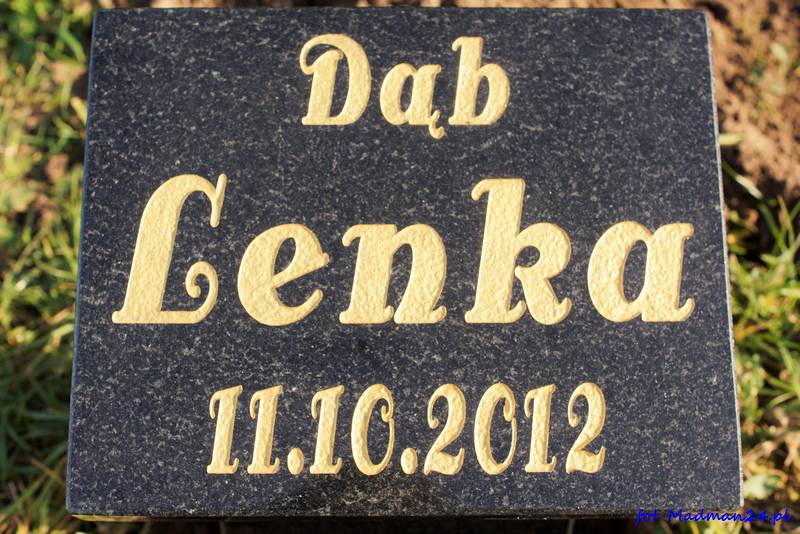 Dąb
Lenka
11.10.2012
fot Madman24.pl